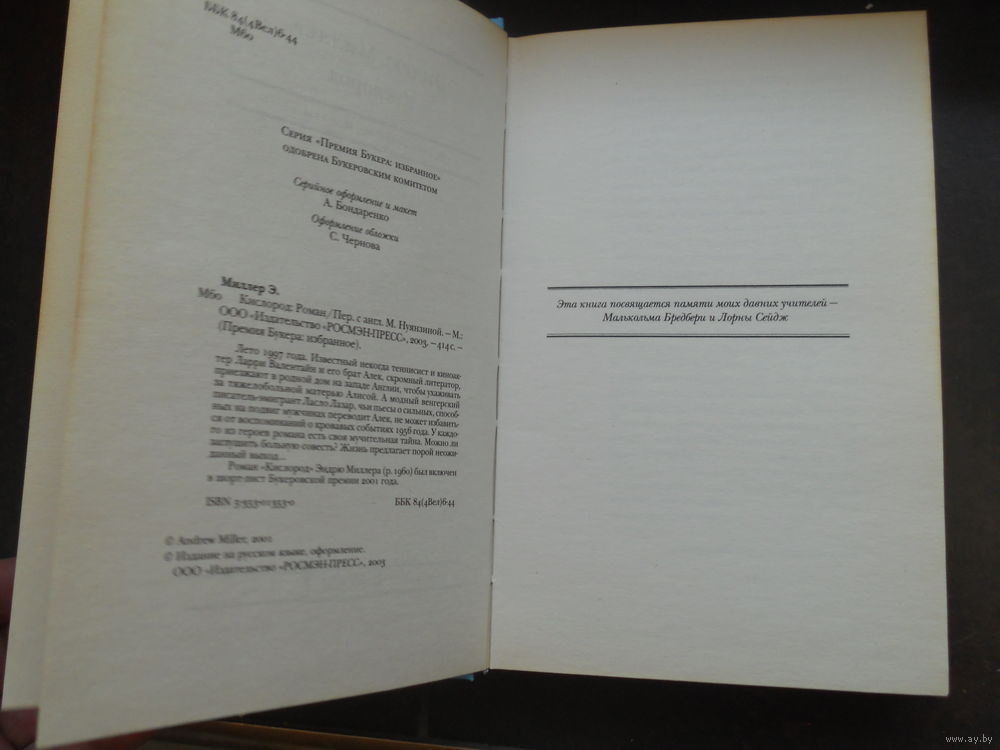 ББК 84(4Вел)6-44
М60
Серия «Премия Букера: избранное»
одобрена Букеровским комитетом
Серийное оформление и макет
А. Бондаренко
Оформление обложки
С. Чернова
Миллер Э.
М60 Кислород: Роман/Пер. с англ. М. Нуянзиной. — М.:
ООО «Издательство «РОСМЭН-ПРЕСС», 2003. — 414 с. —
(Премия Букера: избранное).
Лето 1997 года. Известный некогда теннисист и киноак-
тер Ларри Валентайн и его брат Алек, скромный литератор,
приезжают в родной дом на западе Англии, чтобы ухаживать
за тяжелобольной матерью Алисой. А модный венгерский
писатель-эмигрант Ласло Лазар, чьи пьесы о сильных, способ-
ных на подвиг мужчинах переводит Алек, не может избавить-
ся от воспоминаний о кровавых событиях 1956 года. У каждо-
го из героев романа есть своя мучительная тайна. Можно ли
заглушить больную совесть? Жизнь предлагает порой неожи-
данный выход...
Роман «Кислород» Эндрю Миллера (р. 1960) был включен
в шорт-лист Букеровской премии 2001 года.
ISBN 5-353-01353-0 ББК 84(4Вел)6-44
© Andrew Miller, 2001
© Издание на русском языке, оформление.
ООО «Издательство «РОСМЭН-ПРЕСС», 2003
Эта книга посвящается памяти моих давних учителей —
Малькольма Бредбери и Лорны Сейдж
www.ay.by